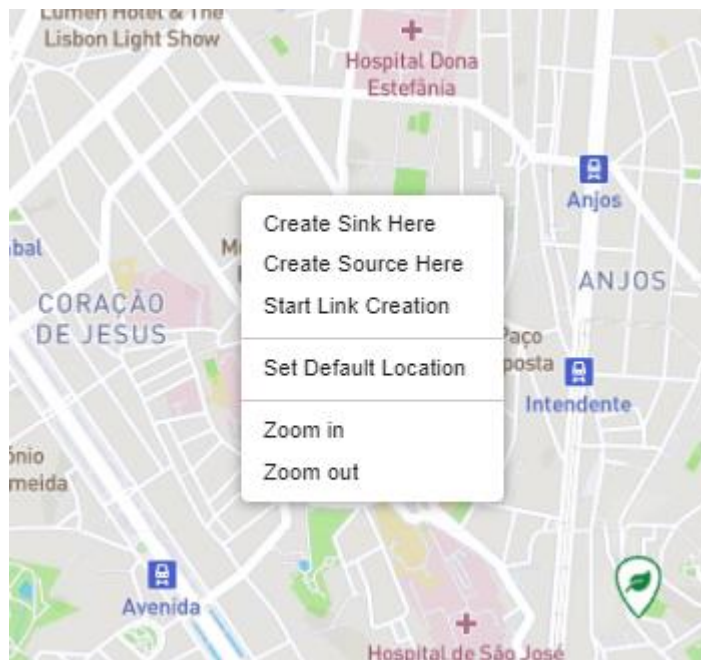 Lumen Hotel & The
Lisbon Light Show
Hospital Dona
Estefânia
Anjos
ANJOS
CORAÇÃO
DE JESUS
Create Sink Here
Create Source Here
Start Link Creation
Set Default Location
Zoom in
Zoom out
Paço
posta
Intendente
ónio
meida
Avenida
Hospital de São José